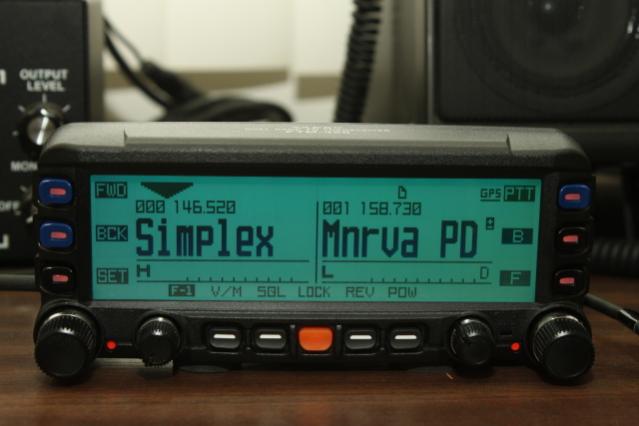 OUTPUT
LEVEL
FWD
GPS PTT
000 146.520
001 158.730
BCK Simplex
Mnrva PD
B
SET H
L D
F
F-1 V/M SQL LOCK REV POW